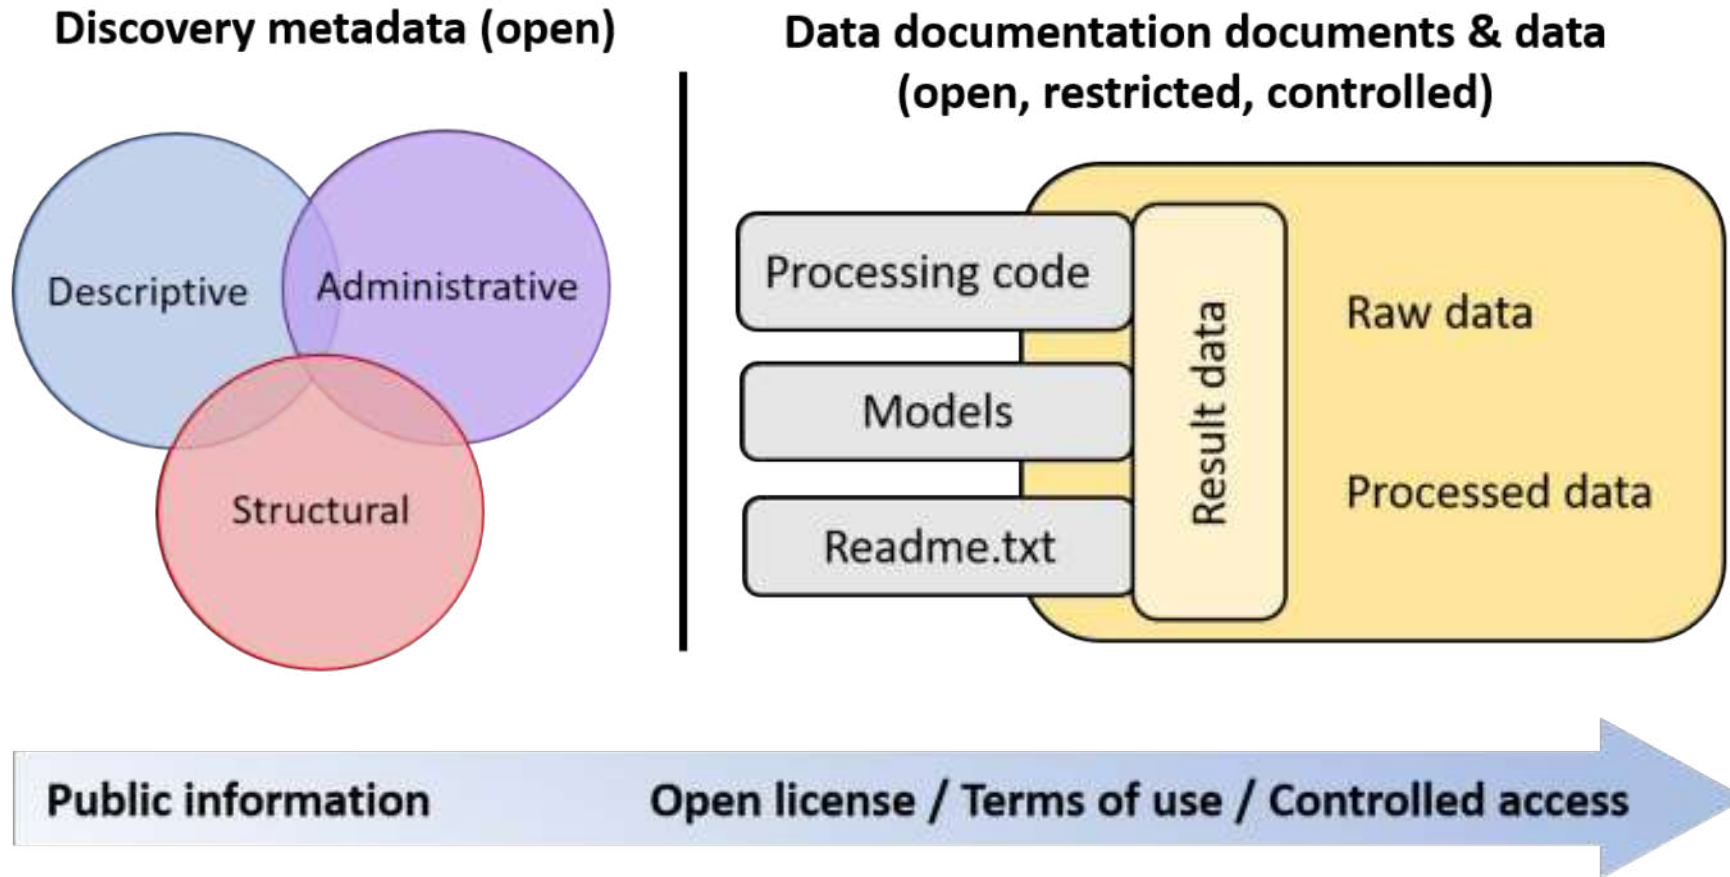 Discovery metadata (open)
Data documentation documents & data
(open, restricted, controlled)
Descriptive
Administrative
Structural
Processing code
Models
Readme.txt
Result data
Raw data
Processed data
Public information
Open license / Terms of use / Controlled access